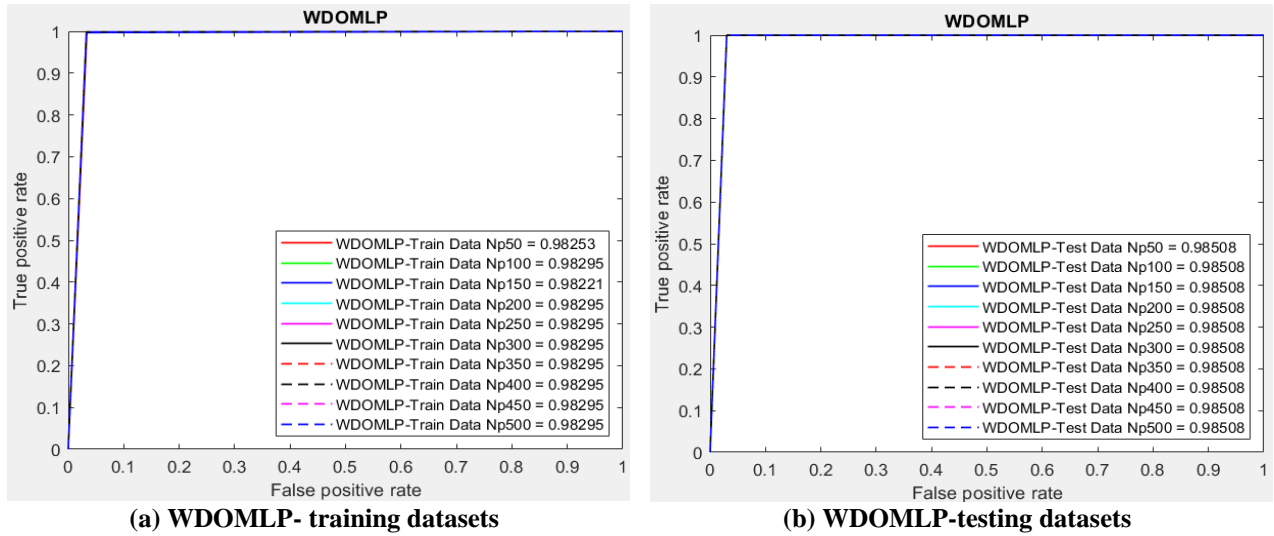 WDOMLP
1
0.9
0.8
0.7
0.6
0.5
0.4
0.3
0.2
0.1
0
True positive rate
WDOMLP-Train Data Np50 = 0.98253
WDOMLP-Train Data Np100 = 0.98295
WDOMLP-Train Data Np150 = 0.98221
WDOMLP-Train Data Np200 = 0.98295
WDOMLP-Train Data Np250 = 0.98295
WDOMLP-Train Data Np300 = 0.98295
WDOMLP-Train Data Np350 = 0.98295
WDOMLP-Train Data Np400 = 0.98295
WDOMLP-Train Data Np450 = 0.98295
WDOMLP-Train Data Np500 = 0.98295
0 0.1 0.2 0.3 0.4 0.5 0.6 0.7 0.8 0.9 1
False positive rate
(a) WDOMLP- training datasets
WDOMLP
1
0.9
0.8
0.7
0.6
0.5
0.4
0.3
0.2
0.1
0
True positive rate
WDOMLP-Test Data Np50 = 0.98508
WDOMLP-Test Data Np100 = 0.98508
WDOMLP-Test Data Np150 = 0.98508
WDOMLP-Test Data Np200 = 0.98508
WDOMLP-Test Data Np250 = 0.98508
WDOMLP-Test Data Np300 = 0.98508
WDOMLP-Test Data Np350 = 0.98508
WDOMLP-Test Data Np400 = 0.98508
WDOMLP-Test Data Np450 = 0.98508
WDOMLP-Test Data Np500 = 0.98508
0 0.1 0.2 0.3 0.4 0.5 0.6 0.7 0.8 0.9 1
False positive rate
(b) WDOMLP-testing datasets